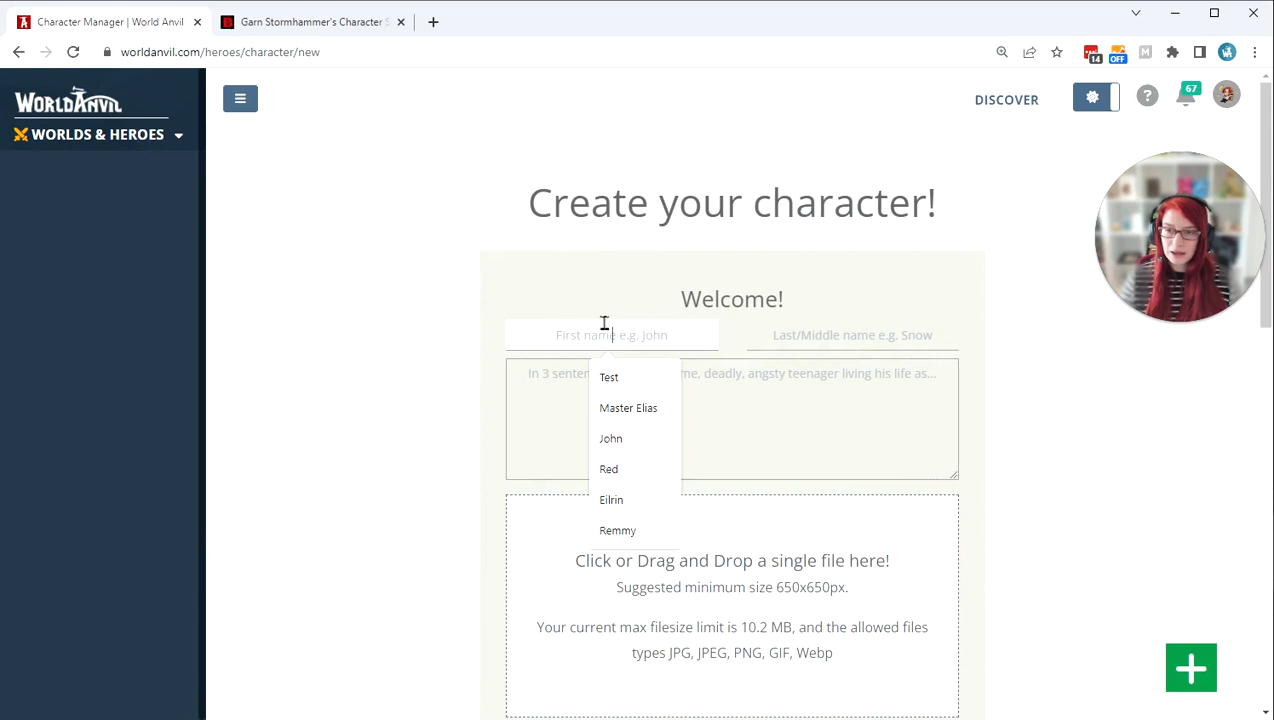 Character Manager | World Anvil
Garn Stormhammer's Character S
worldanvil.com/heroes/character/new
14
OFF
WORLDANVIL
WORLDS & HEROES
DISCOVER
67
Create your character!
Welcome!
First name e.g. John
Last/Middle name e.g. Snow
In 3 senten me, deadly, angsty teenager living his life as...
Test
Master Elias
John
Red
Eilrin
Remmy
Click or Drag and Drop a single file here!
Suggested minimum size 650x650px.
Your current max filesize limit is 10.2 MB, and the allowed files
types JPG, JPEG, PNG, GIF, Webp